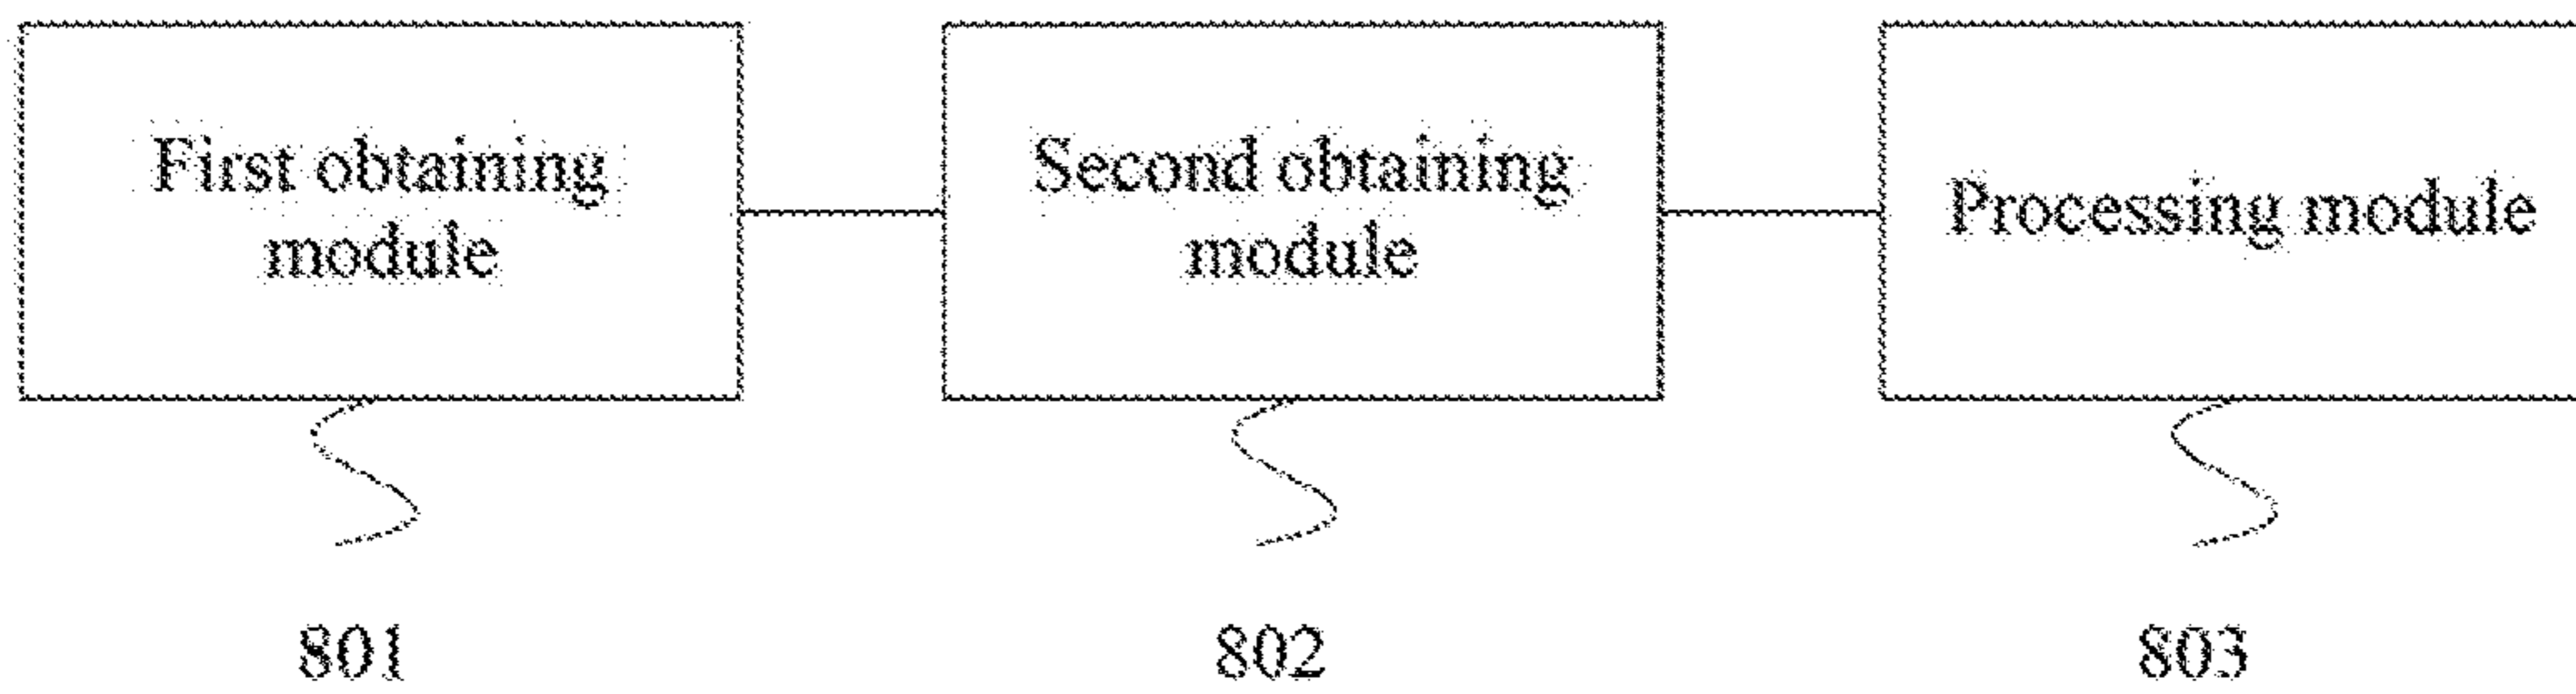 First obtaining
module
Second obtaining
module
Processing module
801
802
803